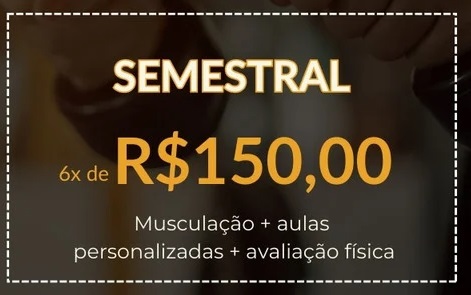 SEMESTRAL
6x de R$150,00
Musculação + aulas
personalizadas + avaliação física